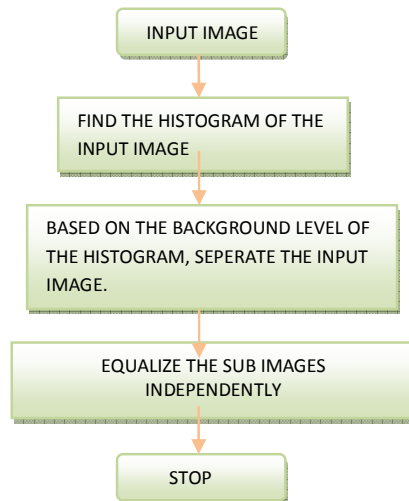 INPUT IMAGE
FIND THE HISTOGRAM OF THE
INPUT IMAGE
BASED ON THE BACKGROUND LEVEL OF
THE HISTOGRAM, SEPERATE THE INPUT
IMAGE.
EQUALIZE THE SUB IMAGES
INDEPENDENTLY
STOP